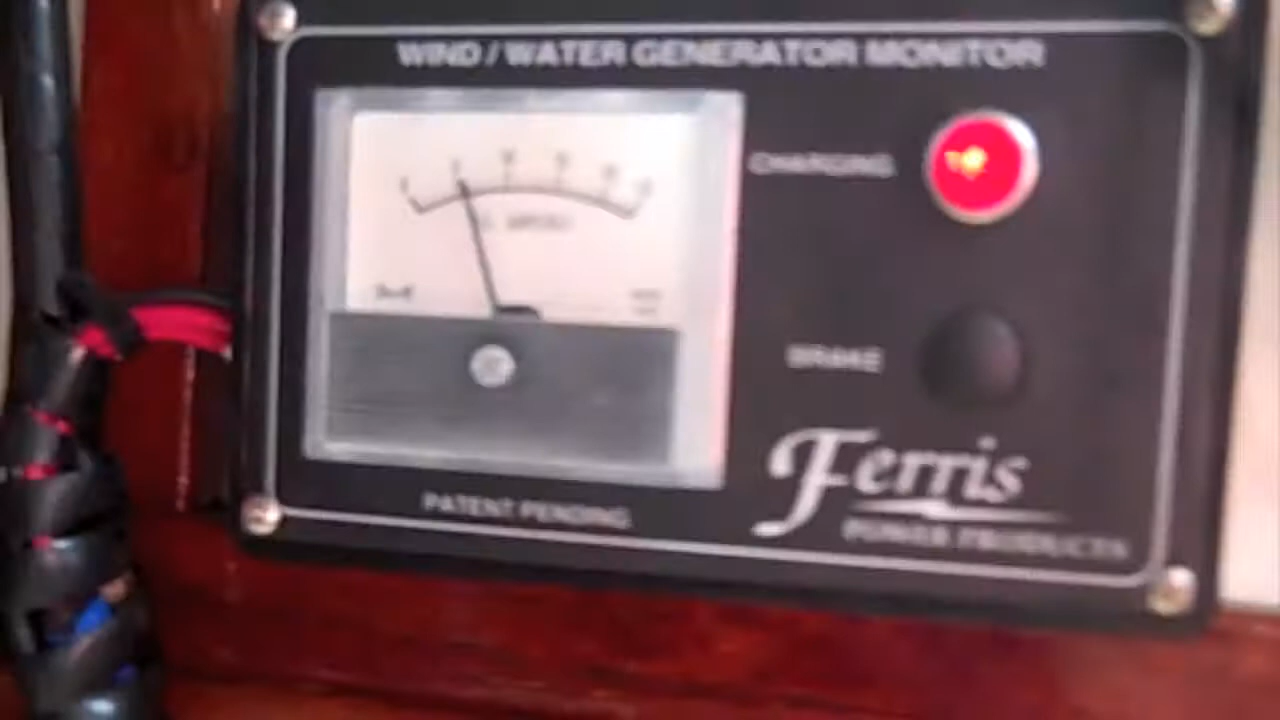 WIND / WATER GENERATOR MONITOR
CHARGING
BRAKE
Ferris
POWER PRODUCTS
PATENT PENDING